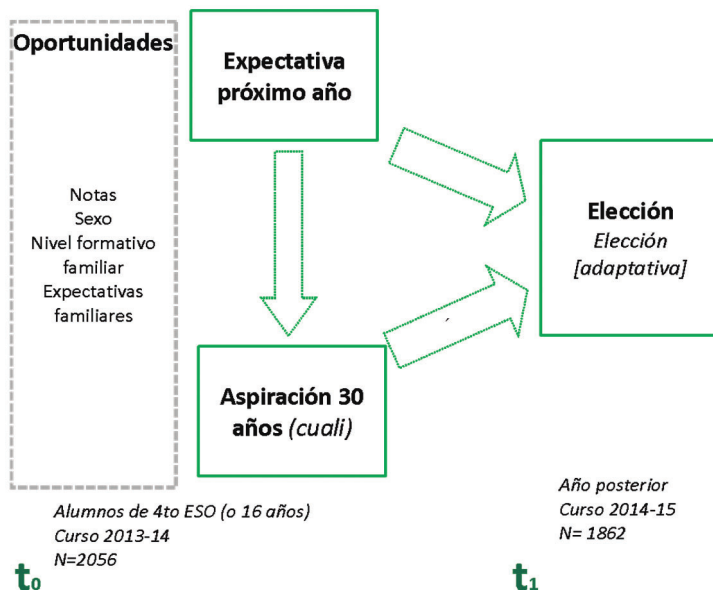 Oportunidades
Notas
Sexo
Nivel formativo
familiar
Expectativas
familiares
Expectativa
próximo año
Aspiración 30
años (cuali)
Elección
Elección
[adaptativa]
Alumnos de 4to ESO (o 16 años)
Curso 2013-14
N=2056
Año posterior
Curso 2014-15
N= 1862
t0
t1